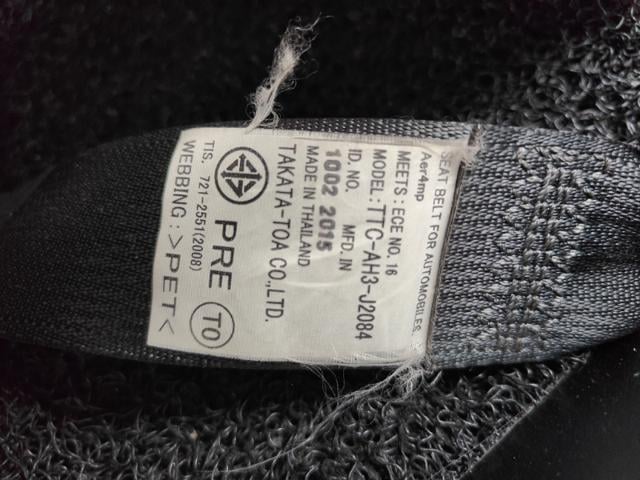 SEAT BELT FOR AUTOMOBILES.
Aer4mp
MEETS : ECE NO. 16
MODEL : TTC-AH3-J2084
ID. NO. MFD. IN
1002 2015
MADE IN THAILAND
TAKATA-TOA CO.,LTD.
PRE TO
TIS. 721-2551(2008)
WEBBING : >PET<